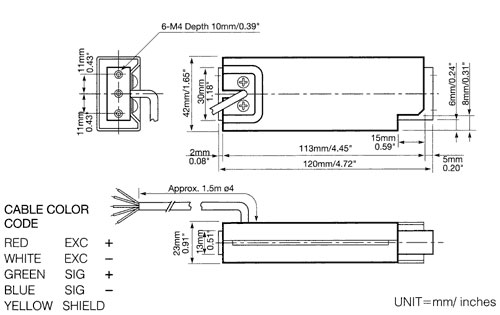 6-M4 Depth 10mm/0.39"
11mm
0.43"
11mm
0.43"
42mm/1.65"
30mm
1.18"
6mm/0.24"
8mm/0.31"
15mm
0.59"
2mm
0.08"
113mm/4.45"
120mm/4.72"
5mm
0.20"
Approx. 1.5m ø4
CABLE COLOR
CODE
RED EXC +
WHITE EXC -
GREEN SIG +
BLUE SIG -
YELLOW SHIELD
23mm
0.91"
13mm
0.51"
UNIT=mm/ inches